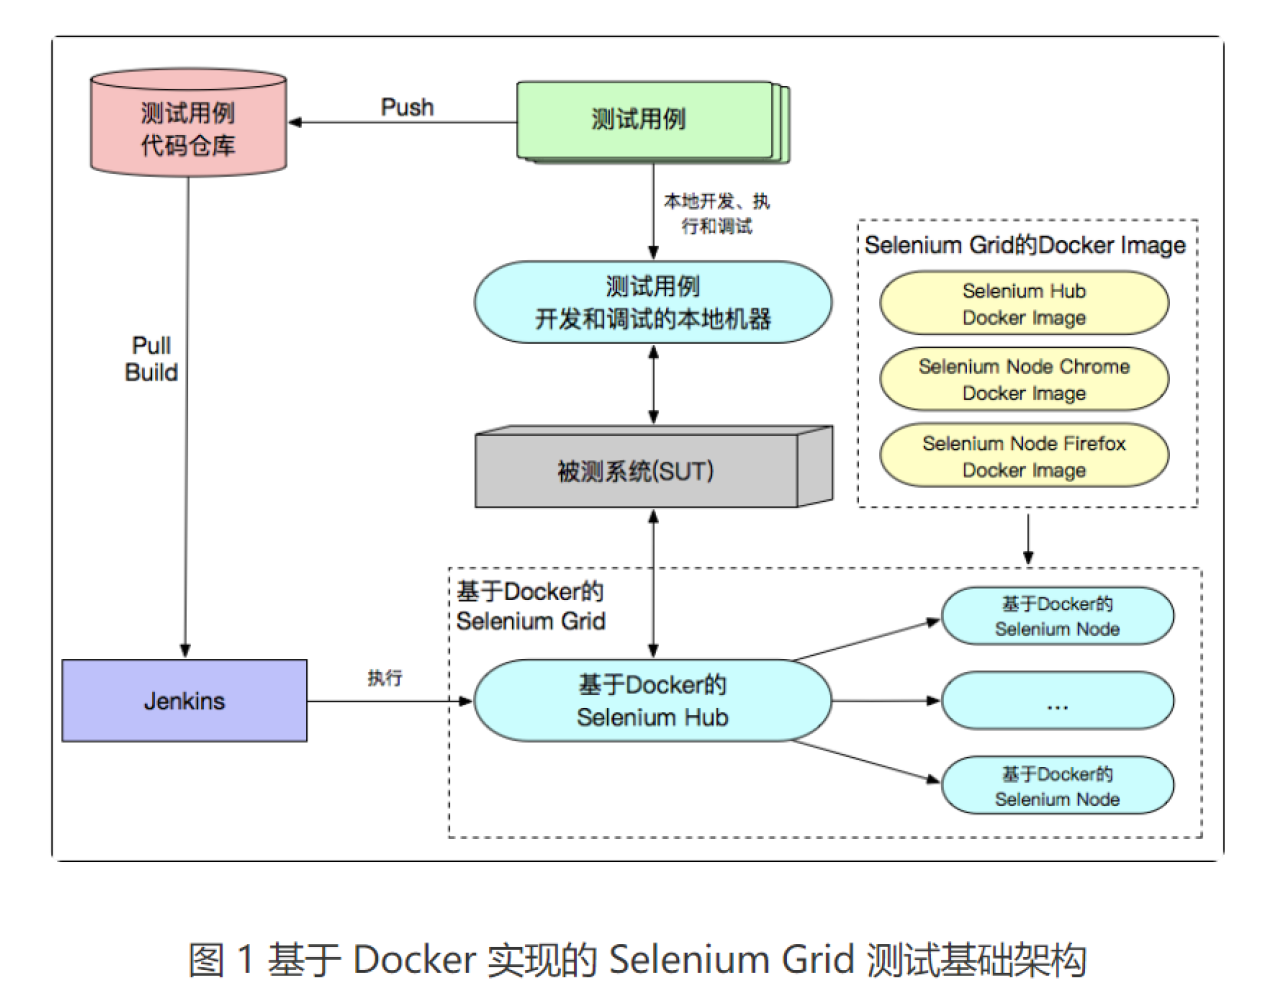 测试用例
代码仓库
Push
测试用例
本地开发、执
行和调试
测试用例
开发和调试的本地机器
Selenium Grid的Docker Image
Selenium Hub
Docker Image
Selenium Node Chrome
Docker Image
Selenium Node Firefox
Docker Image
Pull
Build
被测系统(SUT)
基于Docker的
Selenium Grid
基于Docker的
Selenium Node
Jenkins
执行
基于Docker的
Selenium Hub
...
基于Docker的
Selenium Node
图 1 基于 Docker 实现的 Selenium Grid 测试基础架构